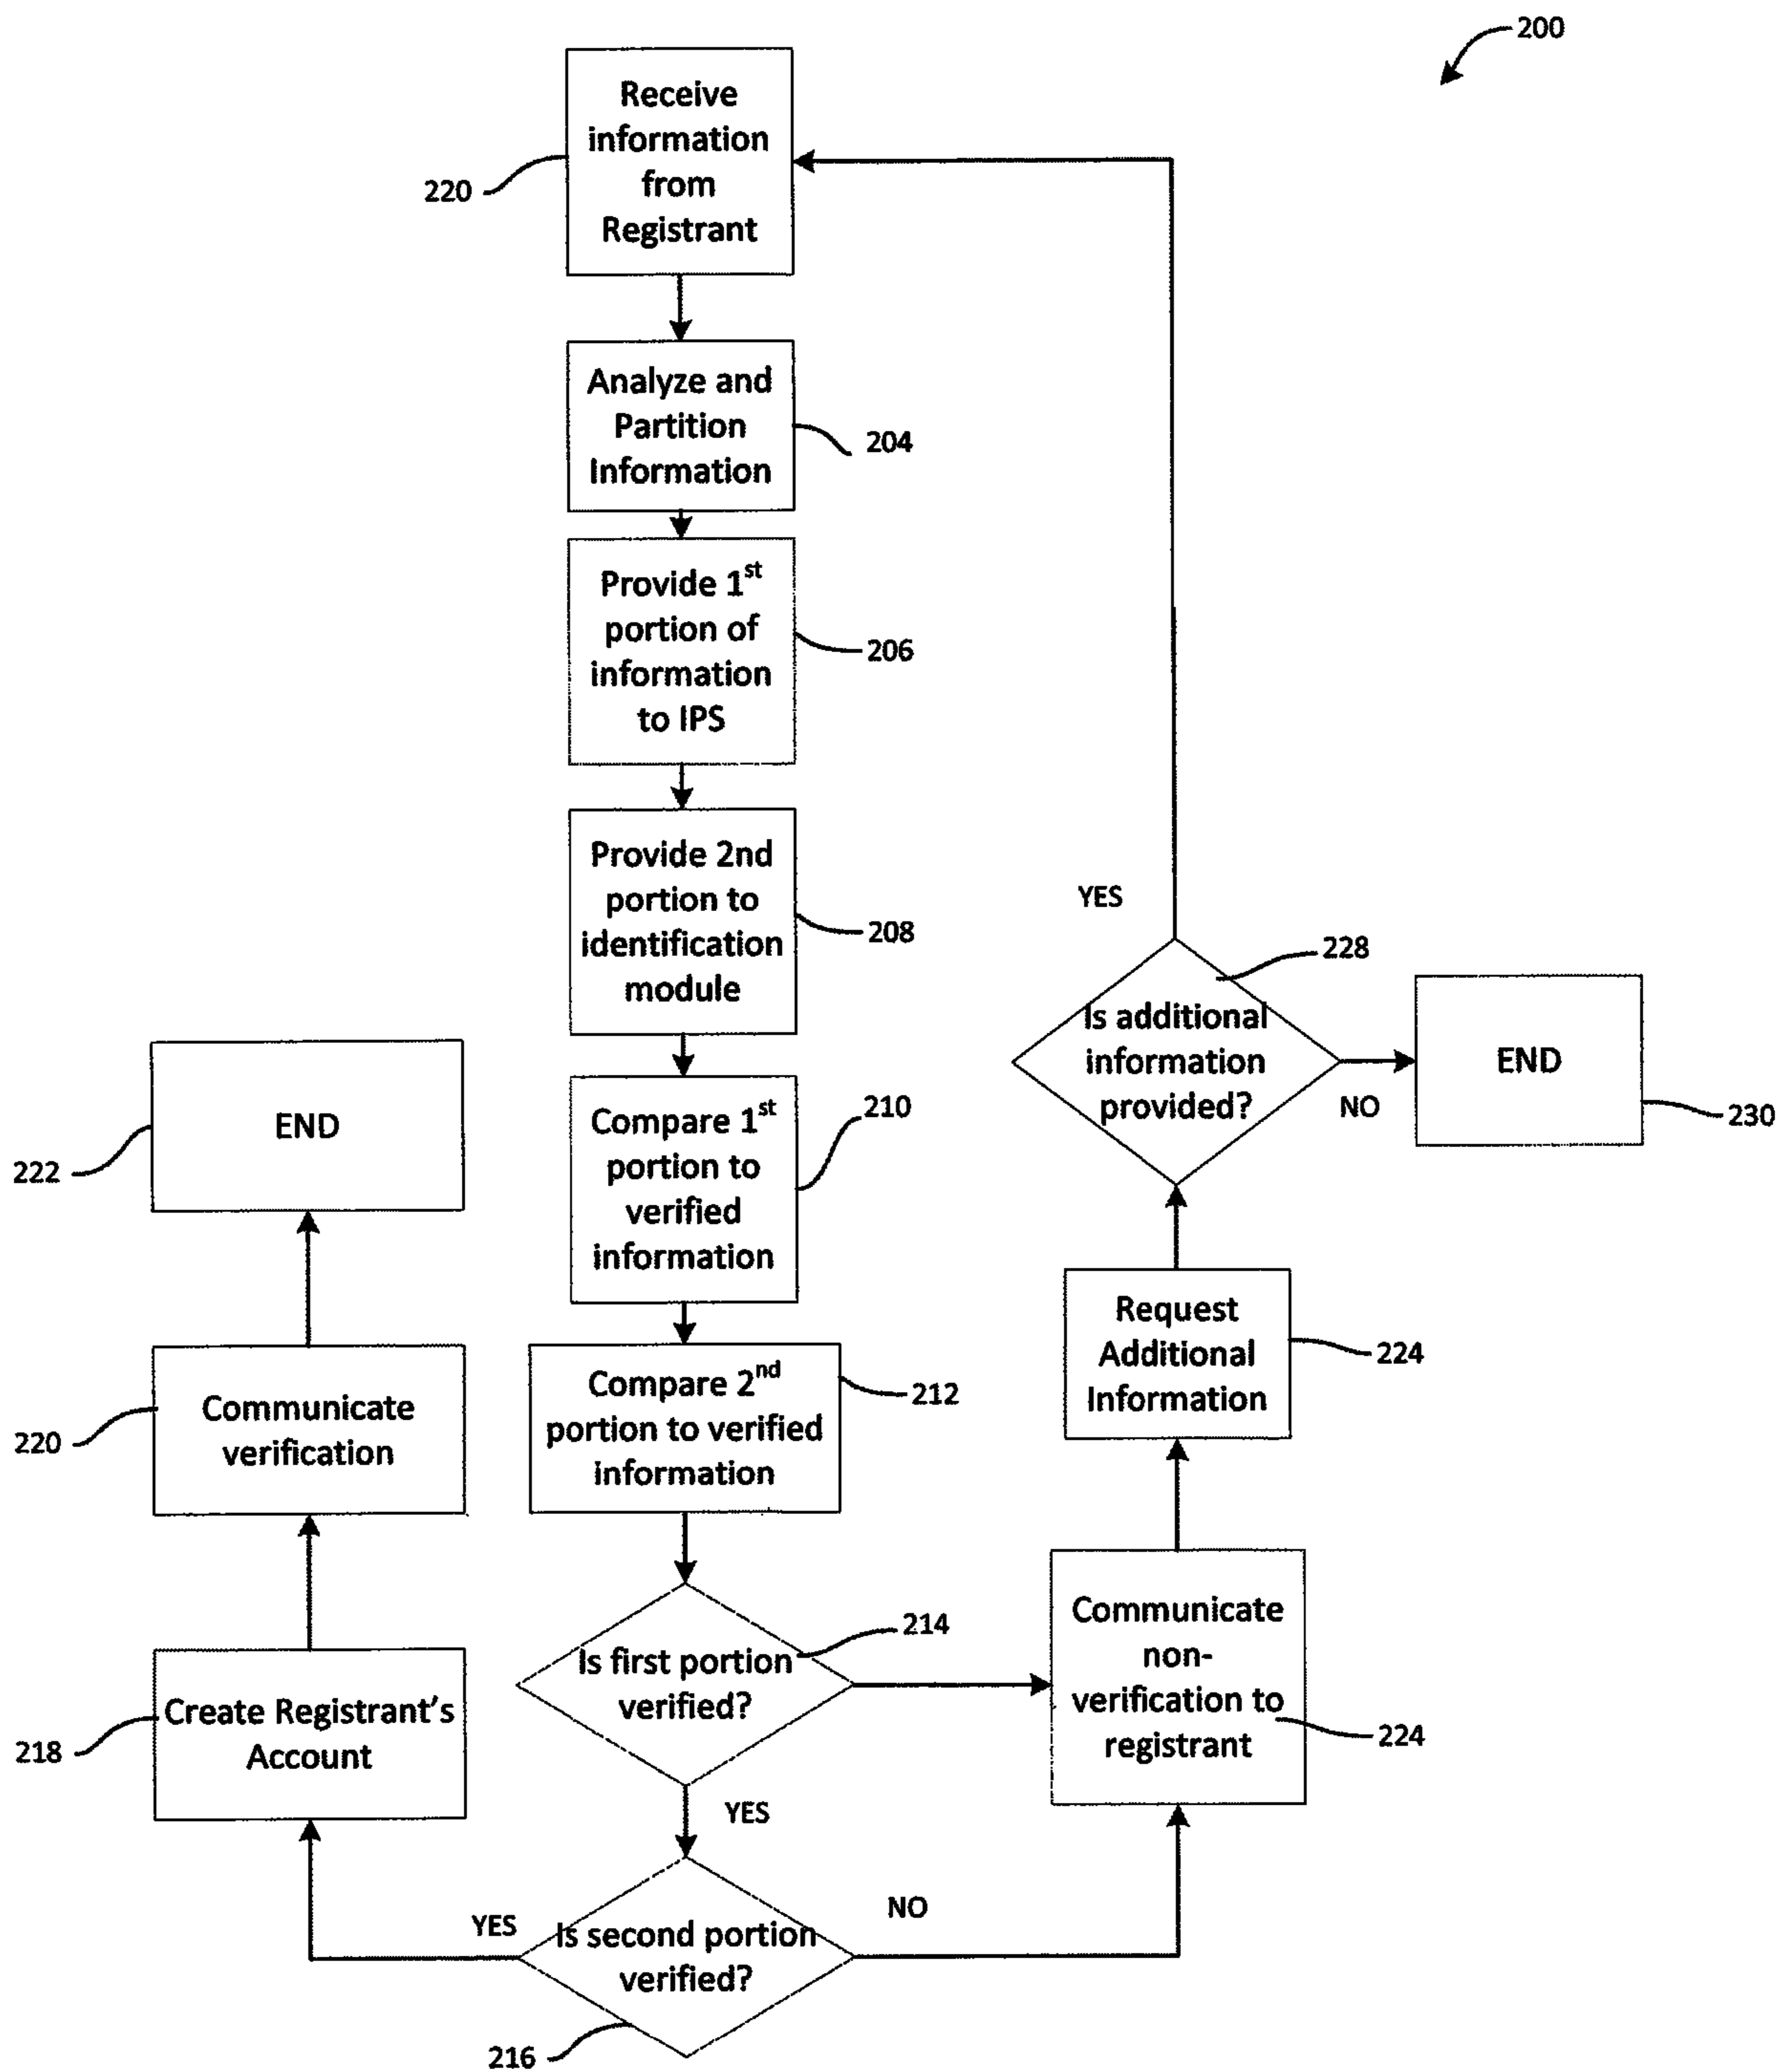 200
Receive
information
from
Registrant
220
Analyze and
Partition
Information
204
Provide 1st
portion of
information
to IPS
206
Provide 2nd
portion to
identification
module
208
Compare 1st
portion to
verified
information
210
Compare 2nd
portion to verified
information
212
Is first portion
verified?
214
YES
Is second portion
verified?
216
YES
NO
Create Registrant's
Account
218
Communicate
verification
220
END
222
Communicate
non-
verification to
registrant
224
Request
Additional
Information
224
Is additional
information
provided?
228
YES
NO
END
230